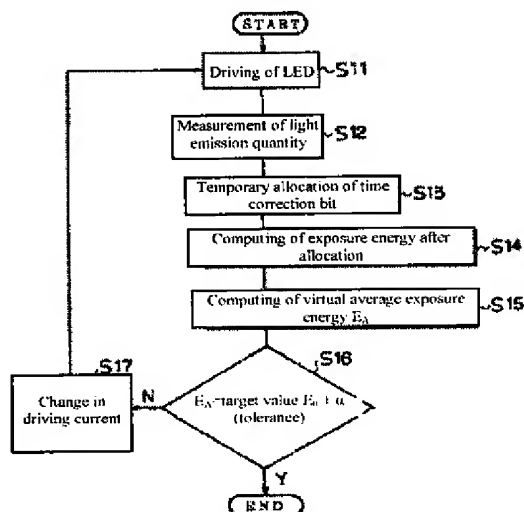 START
Driving of LED
S11
Measurement of light
emission quantity
S12
Temporary allocation of time
correction bit
S13
Computing of exposure energy after
allocation
S14
Computing of virtual average exposure
energy EA
S15
S16
EA=target value
(tolerance)
S17
Change in
driving current
N
Y
END